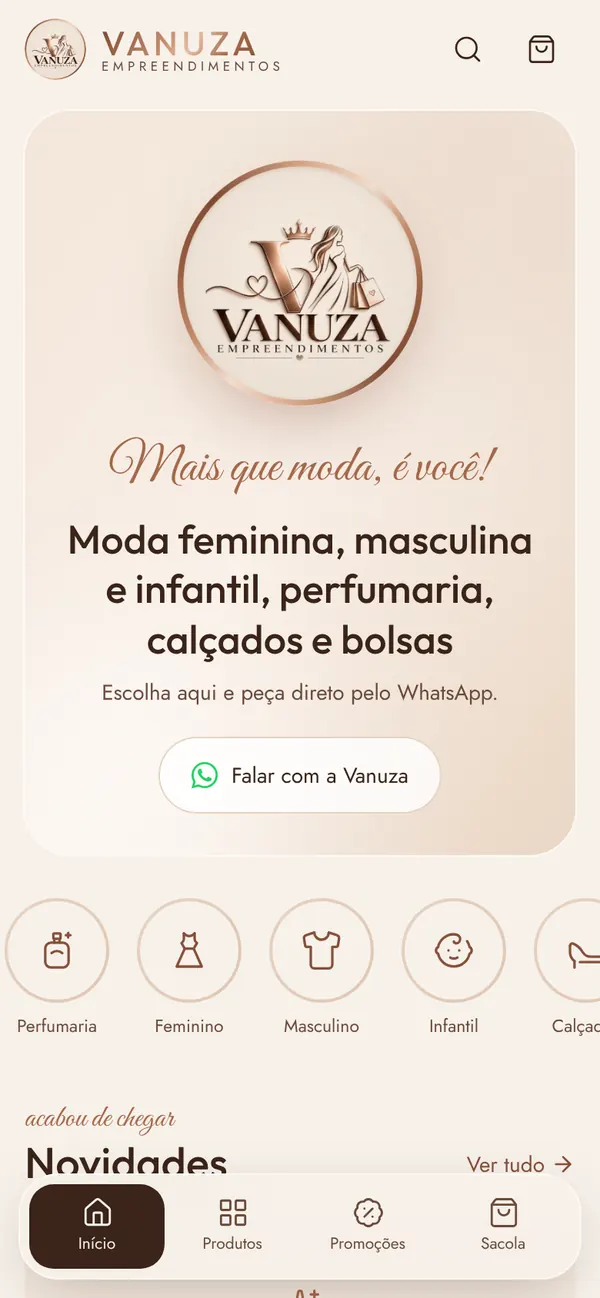 VANUZA
VANUZA
EMPREENDIMENTOS
VANUZA
EMPREENDIMENTOS
Mais que moda, é você!
Moda feminina, masculina
e infantil, perfumaria,
calçados e bolsas
Escolha aqui e peça direto pelo WhatsApp.
Falar com a Vanuza
Perfumaria
Feminino
Masculino
Infantil
Calçad
acabou de chegar
Novidades
Ver tudo
Início
Produtos
Promoções
Sacola